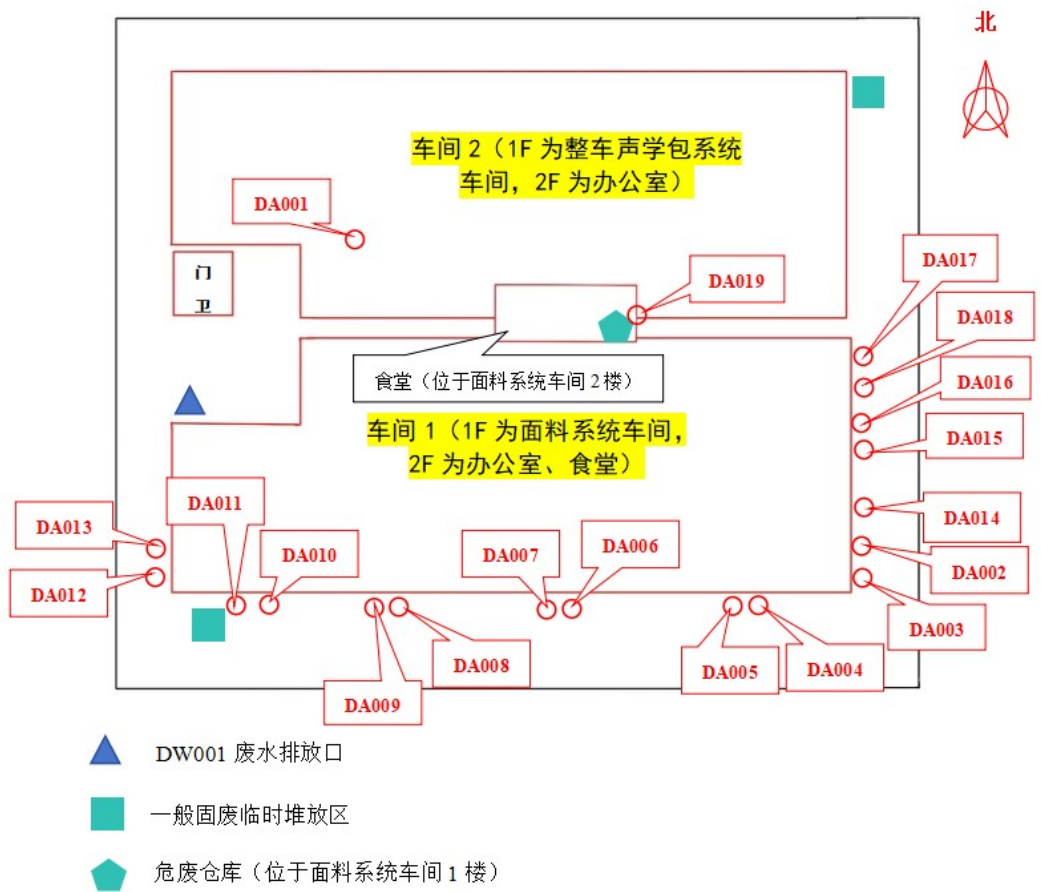 北
车间 2（1F 为整车声学包系统
车间，2F 为办公室）
DA001
门
卫
DA019
DA017
DA018
DA016
DA015
食堂（位于面料系统车间 2 楼）
车间 1（1F 为面料系统车间，
2F 为办公室、食堂）
DA011
DA013
DA010
DA007
DA006
DA014
DA002
DA012
DA003
DA008
DA005
DA004
DA009
DW001 废水排放口
一般固废临时堆放区
危废仓库（位于面料系统车间 1 楼）